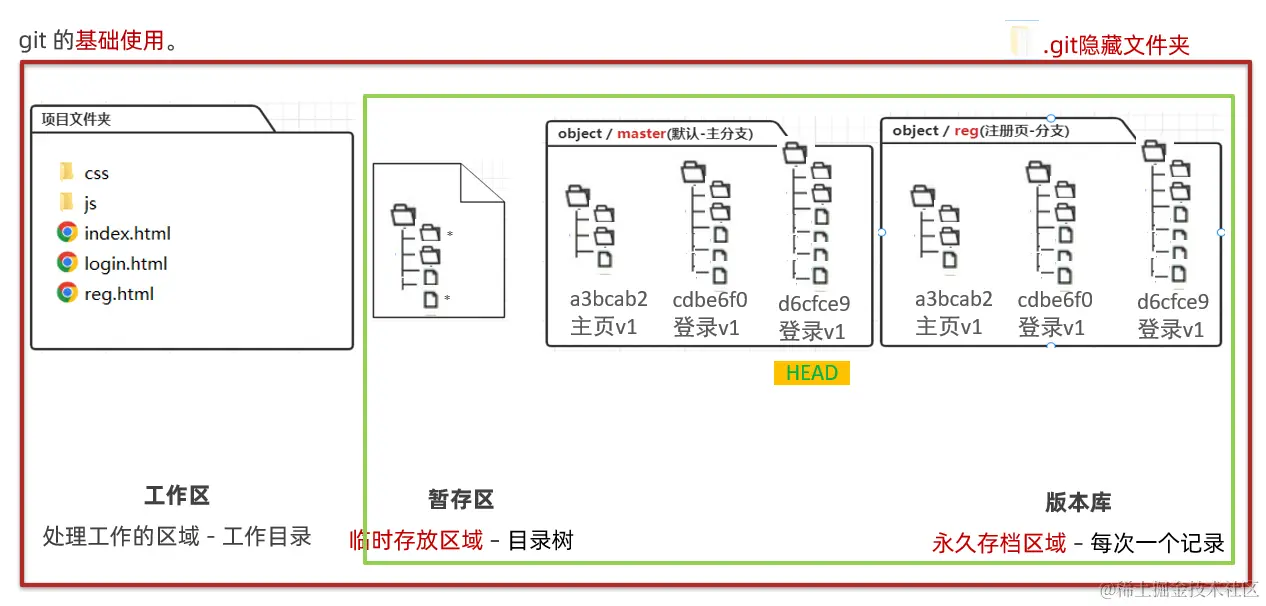 git 的基础使用。
.git隐藏文件夹
项目文件夹
css
js
index.html
login.html
reg.html
*
*
object / master(默认-主分支)
a3bcab2
主页v1
cdbe6f0
登录v1
d6cfce9
登录v1
HEAD
object / reg(注册页-分支)
a3bcab2
主页v1
cdbe6f0
登录v1
d6cfce9
登录v1
工作区
处理工作的区域 - 工作目录
暂存区
临时存放区域 - 目录树
版本库
永久存档区域 - 每次一个记录
@稀土掘金技术社区